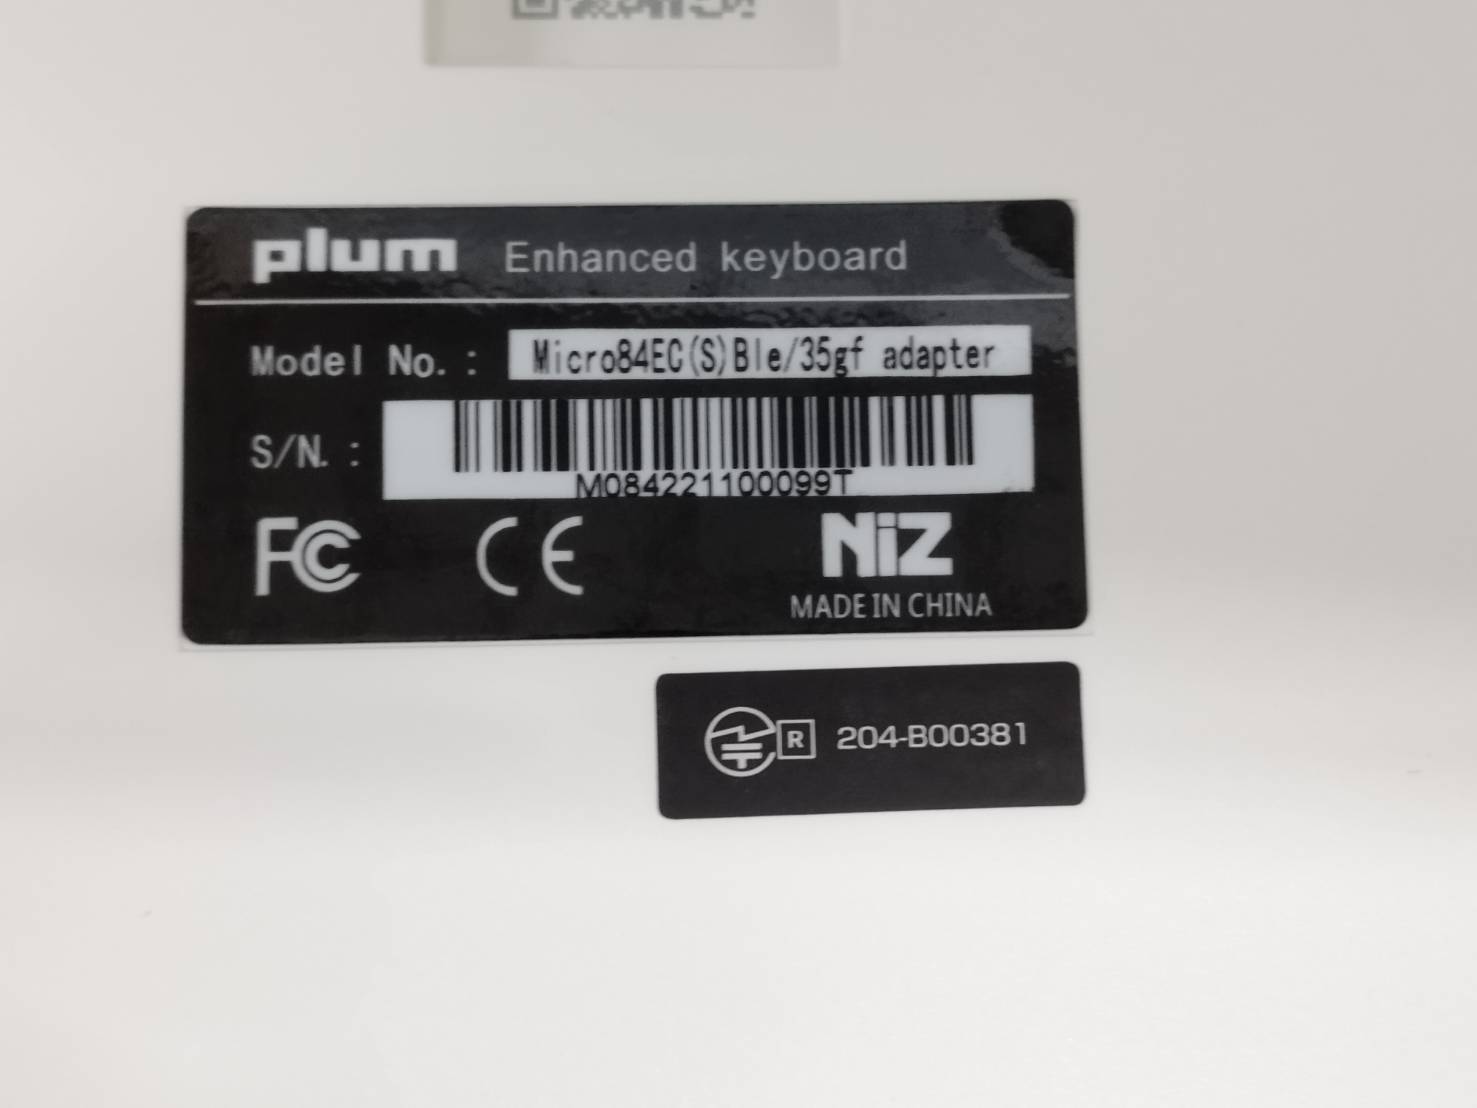 plum Enhanced keyboard
Model No. : Micro84EC(S)Ble/35gf adapter
S/N. :
M084221100099T
FC CE NiZ
MADE IN CHINA
R 204-B00381